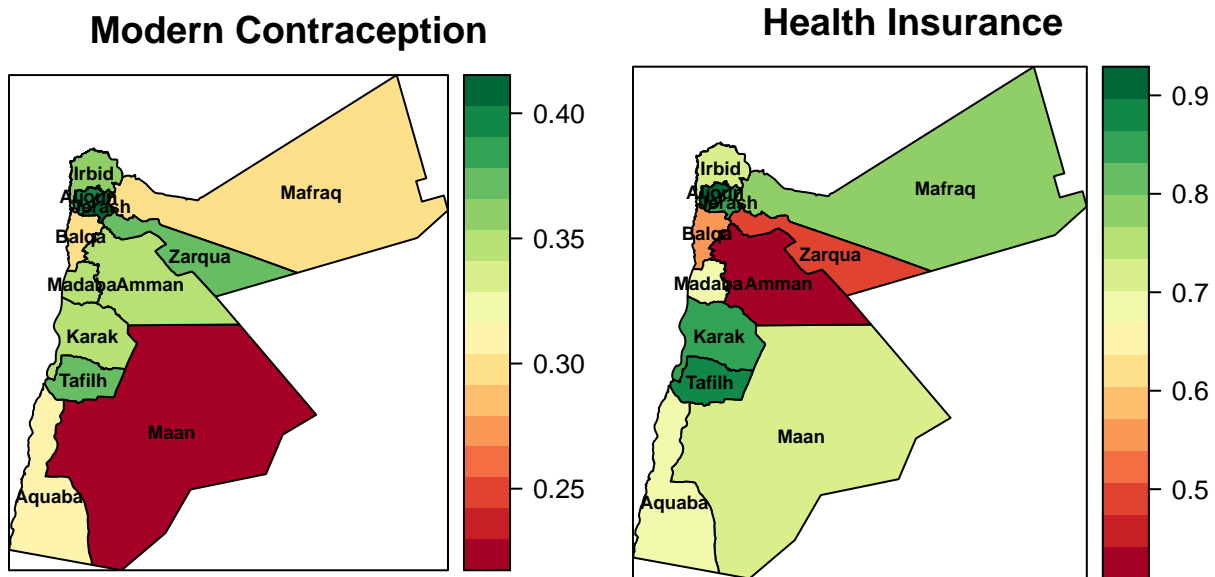 Modern Contraception
Irbid
Mafraq
Balqa
Zarqua
Madaba
Amman
Karak
Tafilh
Maan
Aquaba
0.40
0.35
0.30
0.25
Health Insurance
Irbid
Mafraq
Balqa
Zarqua
Madaba
Amman
Karak
Tafilh
Maan
Aquaba
0.9
0.8
0.7
0.6
0.5